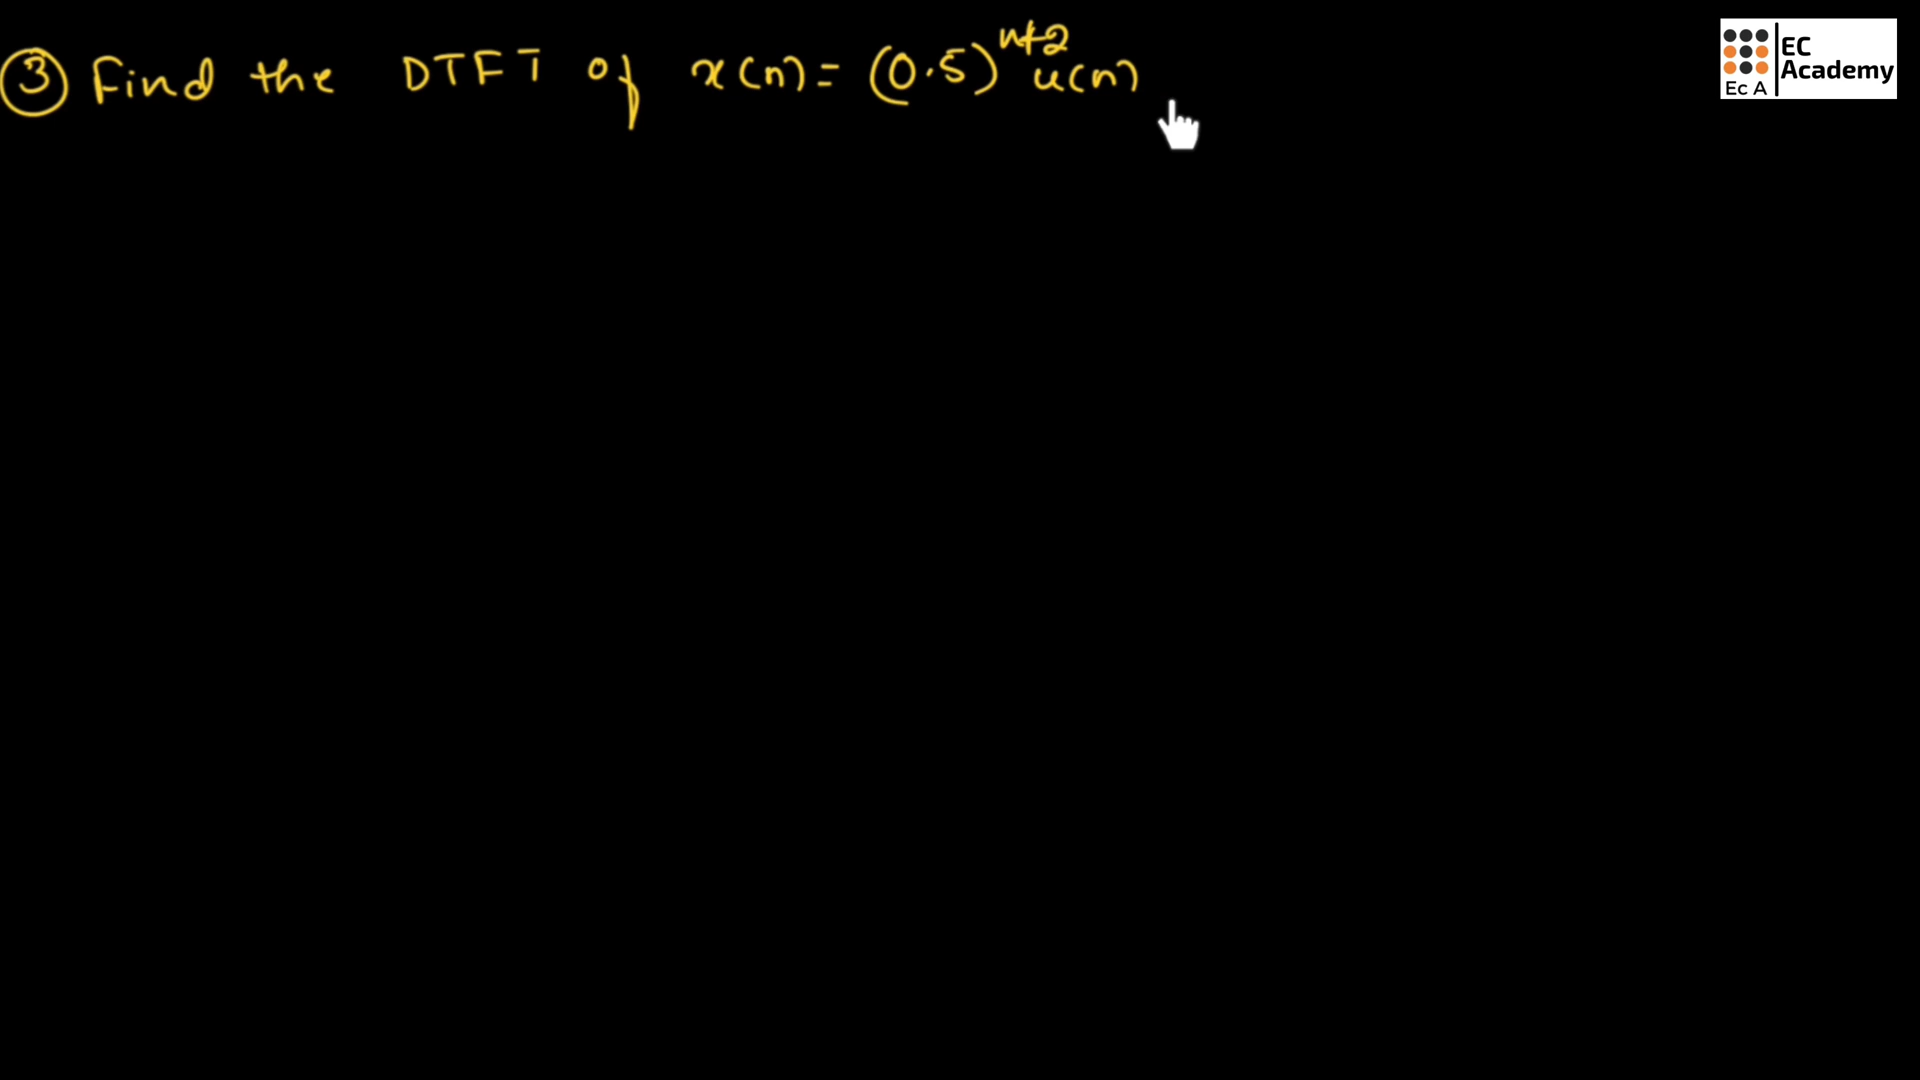 ③ Find the DTFT of x(n) = (0.5)ⁿ⁺² u(n)
EC
Academy
Ec A